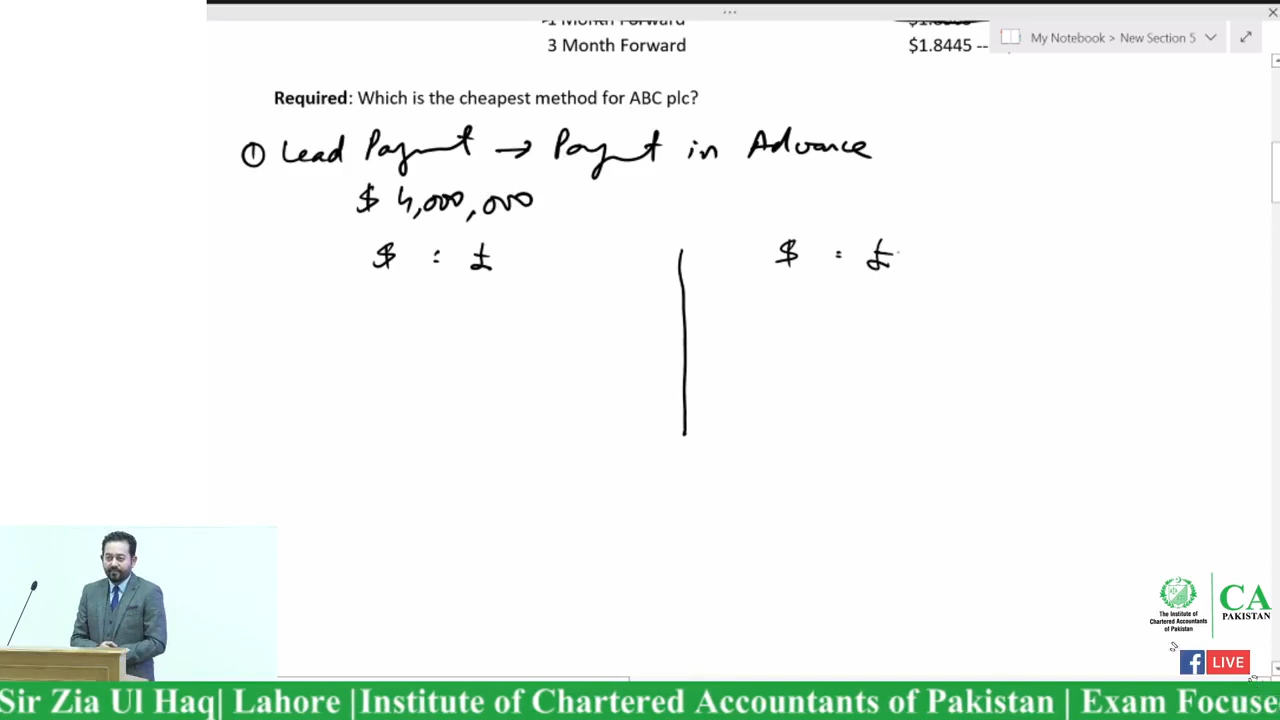 ...
My Notebook > New Section 5
3 Month Forward $1.8445 --
Required: Which is the cheapest method for ABC plc?
① Lead Paymt → Paymt in Advance
$ 4,000,000
$ : £ $ : £
The Institute of
Chartered Accountants
of Pakistan
CA
PAKISTAN
f LIVE
Sir Zia Ul Haq| Lahore |Institute of Chartered Accountants of Pakistan | Exam Focuse